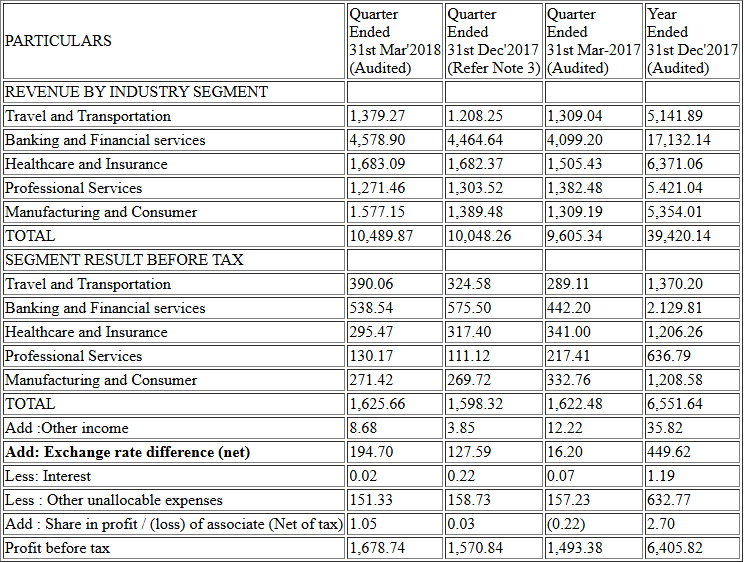 PARTICULARS Quarter Ended 31st Mar'2018 (Audited) Quarter Ended 31st Dec'2017 (Refer Note 3) Quarter Ended 31st Mar-2017 (Audited) Year Ended 31st Dec'2017 (Audited)
REVENUE BY INDUSTRY SEGMENT
Travel and Transportation 1,379.27 1.208.25 1,309.04 5,141.89
Banking and Financial services 4,578.90 4,464.64 4,099.20 17,132.14
Healthcare and Insurance 1,683.09 1,682.37 1,505.43 6,371.06
Professional Services 1,271.46 1,303.52 1,382.48 5.421.04
Manufacturing and Consumer 1.577.15 1,389.48 1,309.19 5,354.01
TOTAL 10,489.87 10,048.26 9,605.34 39,420.14
SEGMENT RESULT BEFORE TAX
Travel and Transportation 390.06 324.58 289.11 1,370.20
Banking and Financial services 538.54 575.50 442.20 2.129.81
Healthcare and Insurance 295.47 317.40 341.00 1,206.26
Professional Services 130.17 111.12 217.41 636.79
Manufacturing and Consumer 271.42 269.72 332.76 1,208.58
TOTAL 1,625.66 1,598.32 1,622.48 6,551.64
Add :Other income 8.68 3.85 12.22 35.82
Add: Exchange rate difference (net) 194.70 127.59 16.20 449.62
Less: Interest 0.02 0.22 0.07 1.19
Less : Other unallocable expenses 151.33 158.73 157.23 632.77
Add : Share in profit / (loss) of associate (Net of tax) 1.05 0.03 (0.22) 2.70
Profit before tax 1,678.74 1,570.84 1,493.38 6,405.82